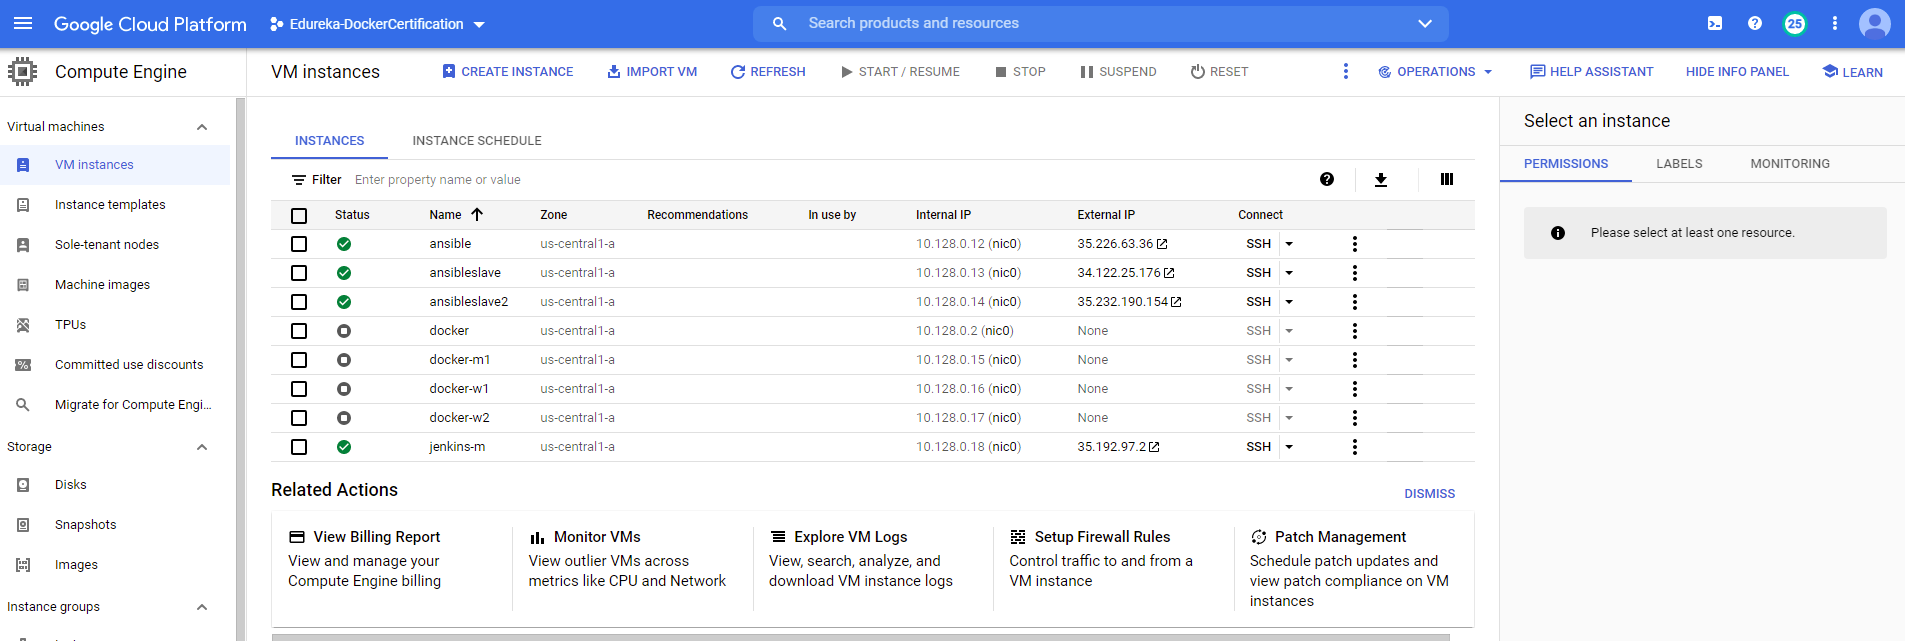 Google Cloud Platform
Edureka-DockerCertification
Search products and resources
25
Compute Engine
VM instances
CREATE INSTANCE
IMPORT VM
REFRESH
START / RESUME
STOP
SUSPEND
RESET
OPERATIONS
HELP ASSISTANT
HIDE INFO PANEL
LEARN
Virtual machines
VM instances
Instance templates
Sole-tenant nodes
Machine images
TPUs
Committed use discounts
Migrate for Compute Engi...
Storage
Disks
Snapshots
Images
Instance groups
INSTANCES
INSTANCE SCHEDULE
Filter Enter property name or value
Status Name Zone Recommendations In use by Internal IP External IP Connect
ansible us-central1-a 10.128.0.12 (nic0) 35.226.63.36 SSH
ansibleslave us-central1-a 10.128.0.13 (nic0) 34.122.25.176 SSH
ansibleslave2 us-central1-a 10.128.0.14 (nic0) 35.232.190.154 SSH
docker us-central1-a 10.128.0.2 (nic0) None SSH
docker-m1 us-central1-a 10.128.0.15 (nic0) None SSH
docker-w1 us-central1-a 10.128.0.16 (nic0) None SSH
docker-w2 us-central1-a 10.128.0.17 (nic0) None SSH
jenkins-m us-central1-a 10.128.0.18 (nic0) 35.192.97.2 SSH
Related Actions
DISMISS
View Billing Report
View and manage your
Compute Engine billing
Monitor VMs
View outlier VMs across
metrics like CPU and Network
Explore VM Logs
View, search, analyze, and
download VM instance logs
Setup Firewall Rules
Control traffic to and from a
VM instance
Patch Management
Schedule patch updates and
view patch compliance on VM
instances
Select an instance
PERMISSIONS
LABELS
MONITORING
Please select at least one resource.